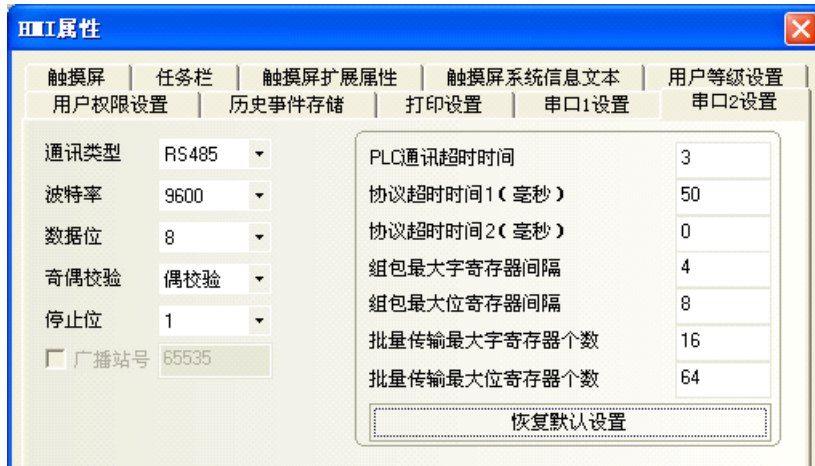 HMI属性
触摸屏 任务栏 触摸屏扩展属性 触摸屏系统信息文本 用户等级设置
用户权限设置 历史事件存储 打印设置 串口1设置 串口2设置
通讯类型 RS485
波特率 9600
数据位 8
奇偶校验 偶校验
停止位 1
广播站号 65535
PLC通讯超时时间 3
协议超时时间1(毫秒) 50
协议超时时间2(毫秒) 0
组包最大字寄存器间隔 4
组包最大位寄存器间隔 8
批量传输最大字寄存器个数 16
批量传输最大位寄存器个数 64
恢复默认设置